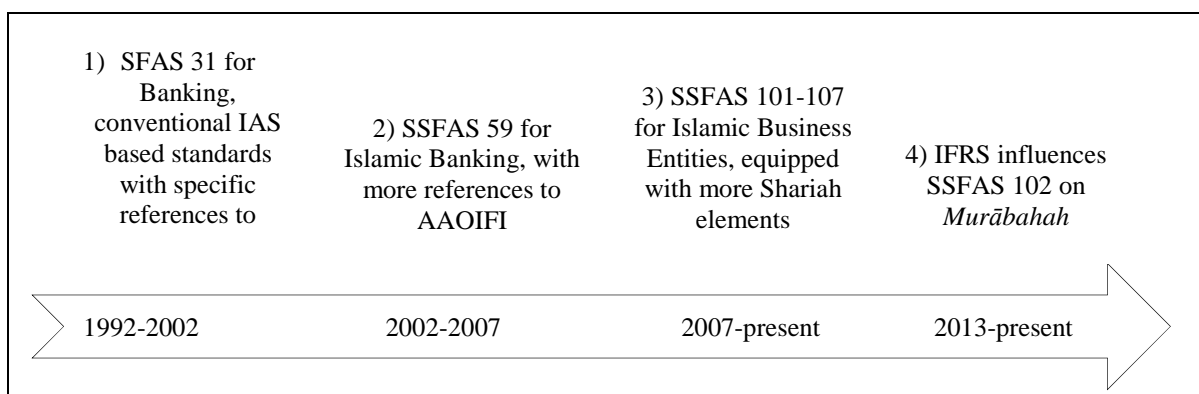 1) SFAS 31 for
Banking,
conventional IAS
based standards
with specific
references to
2) SSFAS 59 for
Islamic Banking, with
more references to
AAOIFI
3) SSFAS 101-107
for Islamic Business
Entities, equipped
with more Shariah
elements
4) IFRS influences
SSFAS 102 on
Murābahah
1992-2002
2002-2007
2007-present
2013-present